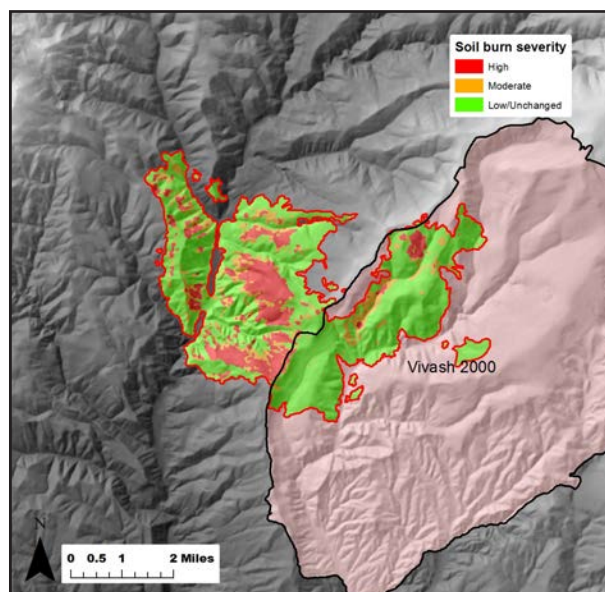 Soil burn severity
High
Moderate
Low/Unchanged
Vivash 2000
N
0 0.5 1 2 Miles